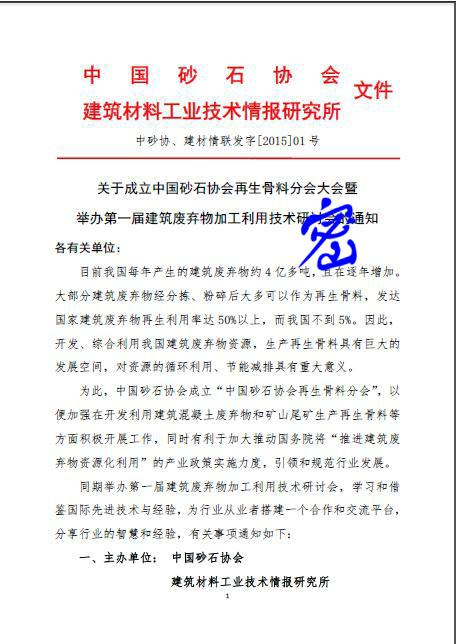 中国砂石协会
建筑材料工业技术情报研究所
文件
中砂协、建材情联发字[2015]01号
关于成立中国砂石协会再生骨料分会大会暨
举办第一届建筑废弃物加工利用技术研讨会的通知
密
各有关单位：
目前我国每年产生的建筑废弃物约4亿多吨，且在逐年增加。
大部分建筑废弃物经分拣、粉碎后大多可以作为再生骨料，发达
国家建筑废弃物再生利用率达50%以上，而我国不到5%。因此，
开发、综合利用我国建筑废弃物资源，生产再生骨料具有巨大的
发展空间，对资源的循环利用、节能减排具有重大意义。
为此，中国砂石协会成立“中国砂石协会再生骨料分会”，以
便加强在开发利用建筑混凝土废弃物和矿山尾矿生产再生骨料等
方面积极开展工作，同时有利于加大推动国务院将“推进建筑废
弃物资源化利用”的产业政策实施力度，引领和规范行业发展。
同期举办第一届建筑废弃物加工利用技术研讨会，学习和借
鉴国际先进技术与经验，为行业从业者搭建一个合作和交流平台，
分享行业的智慧和经验，有关事项通知如下：
一、主办单位： 中国砂石协会
建筑材料工业技术情报研究所
1